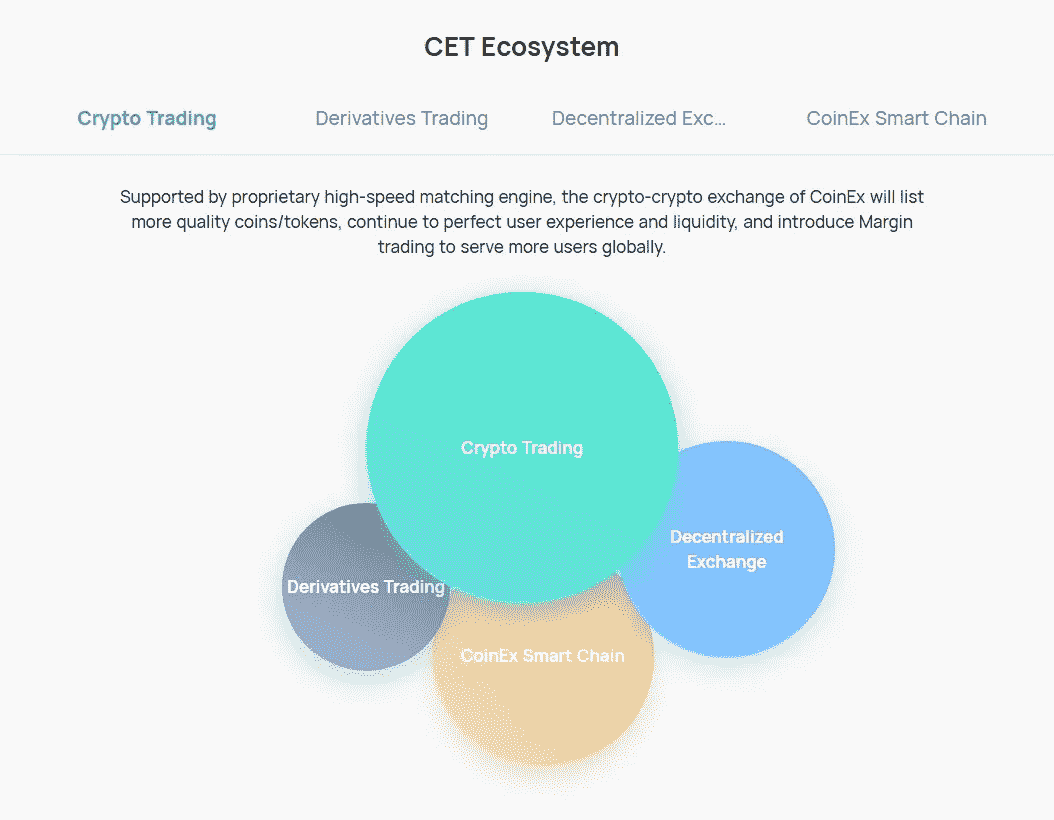 CET Ecosystem
Crypto Trading
Derivatives Trading
Decentralized Exc...
CoinEx Smart Chain
Supported by proprietary high-speed matching engine, the crypto-crypto exchange of CoinEx will list
more quality coins/tokens, continue to perfect user experience and liquidity, and introduce Margin
trading to serve more users globally.
Crypto Trading
Decentralized
Exchange
Derivatives Trading
CoinEx Smart Chain